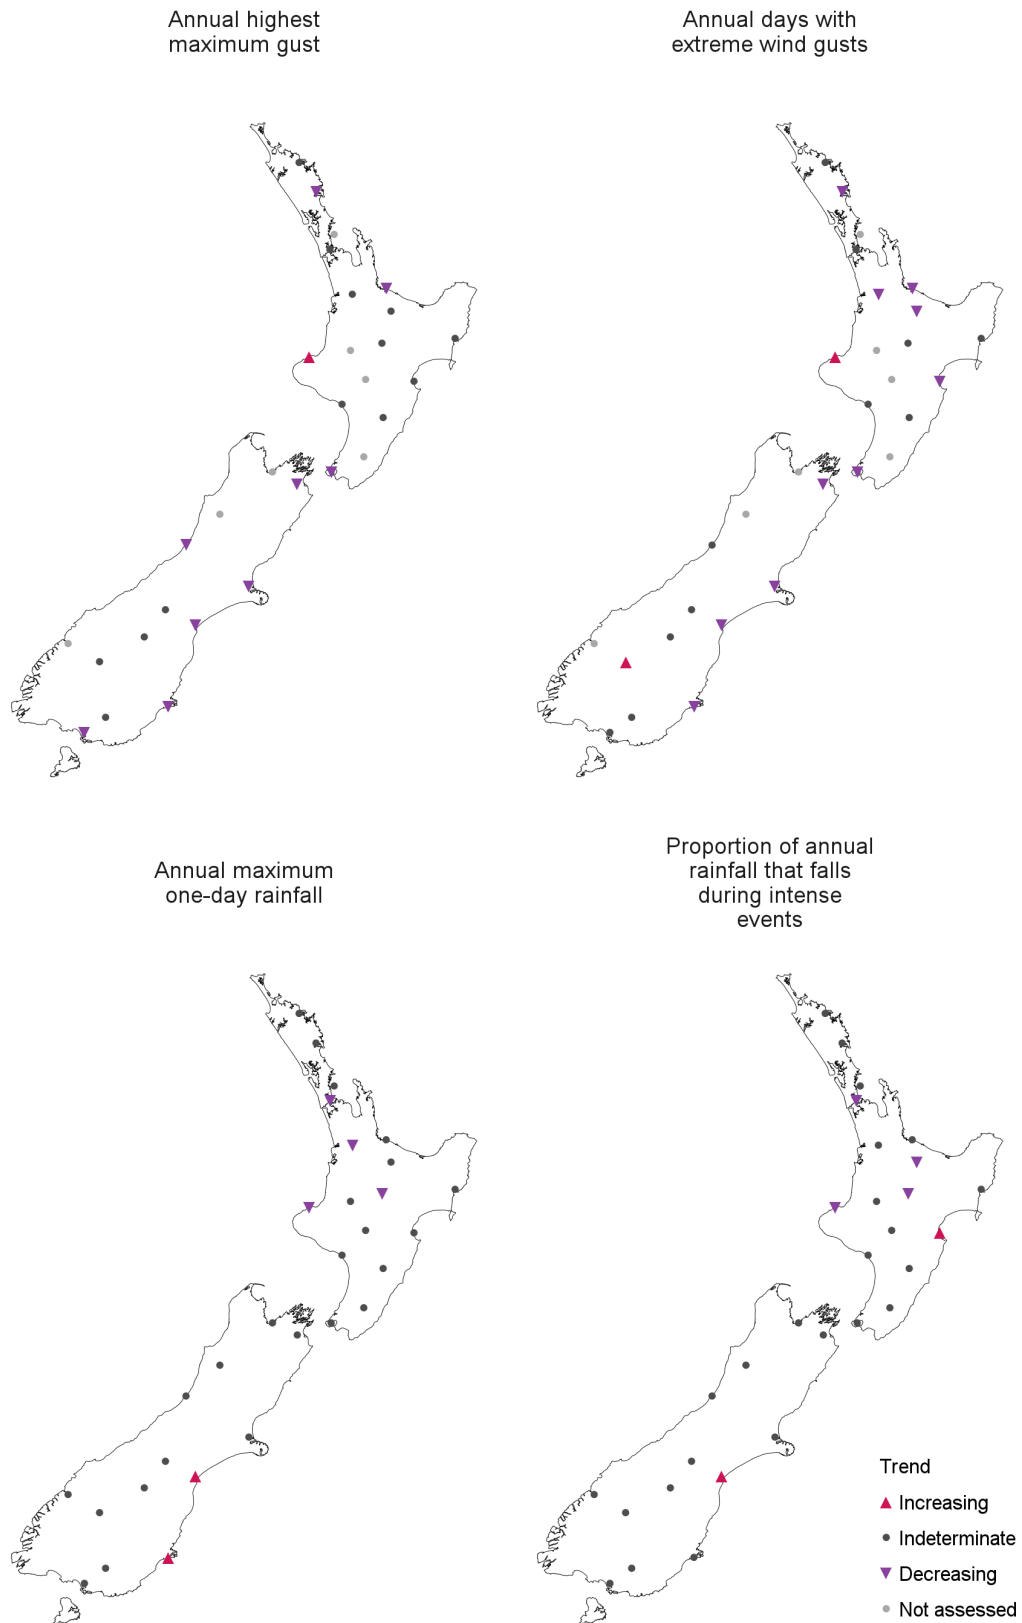 Annual highest
maximum gust
Annual days with
extreme wind gusts
Annual maximum
one-day rainfall
Proportion of annual
rainfall that falls
during intense
events
Trend
Increasing
Indeterminate
Decreasing
Not assessed